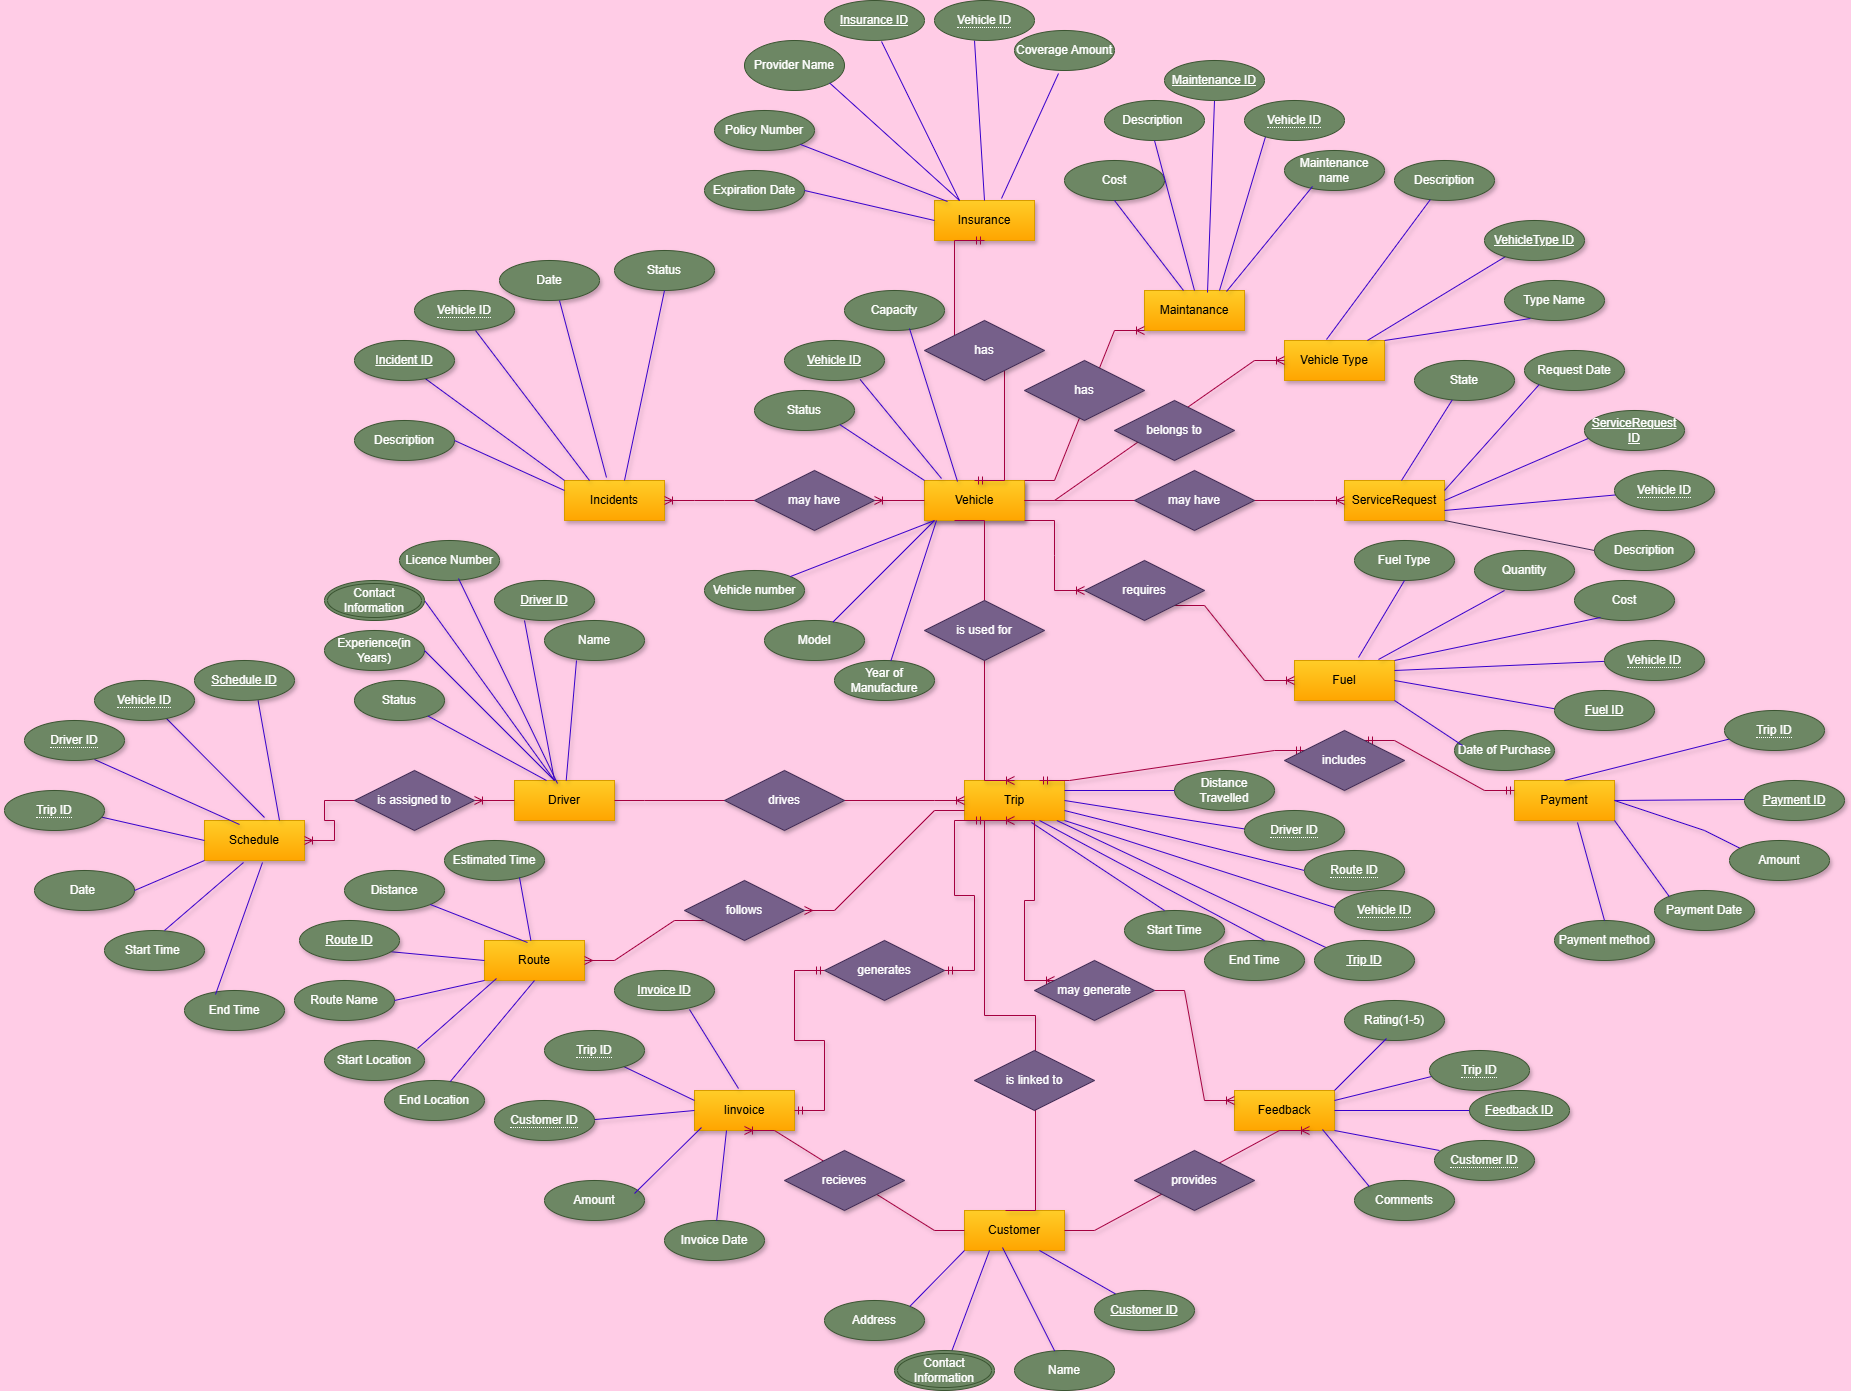 Insurance ID
Vehicle ID
Coverage Amount
Provider Name
Policy Number
Expiration Date
Insurance
Maintenance ID
Description
Vehicle ID
Cost
Maintenance
name
Maintanance
Description
VehicleType ID
Type Name
Vehicle Type
Status
Date
Vehicle ID
Incident ID
Description
Incidents
Capacity
Vehicle ID
Status
has
has
belongs to
may have
Vehicle
may have
State
Request Date
ServiceRequest
ID
Vehicle ID
ServiceRequest
Description
Vehicle number
Model
Year of
Manufacture
is used for
requires
Fuel Type
Quantity
Cost
Vehicle ID
Fuel ID
Fuel
Date of Purchase
Licence Number
Contact
Information
Driver ID
Name
Experience(in
Years)
Status
Driver
Schedule ID
Vehicle ID
Driver ID
Trip ID
Schedule
Date
Start Time
End Time
is assigned to
drives
Trip
includes
Payment
Trip ID
Payment ID
Amount
Payment Date
Payment method
Distance
Travelled
Driver ID
Route ID
Vehicle ID
Start Time
End Time
Trip ID
Estimated Time
Distance
Route ID
Route
Route Name
Start Location
End Location
follows
generates
may generate
is linked to
Invoice ID
Trip ID
Customer ID
Iinvoice
Amount
Invoice Date
recieves
provides
Rating(1-5)
Trip ID
Feedback
Feedback ID
Customer ID
Comments
Customer
Address
Contact
Information
Name
Customer ID